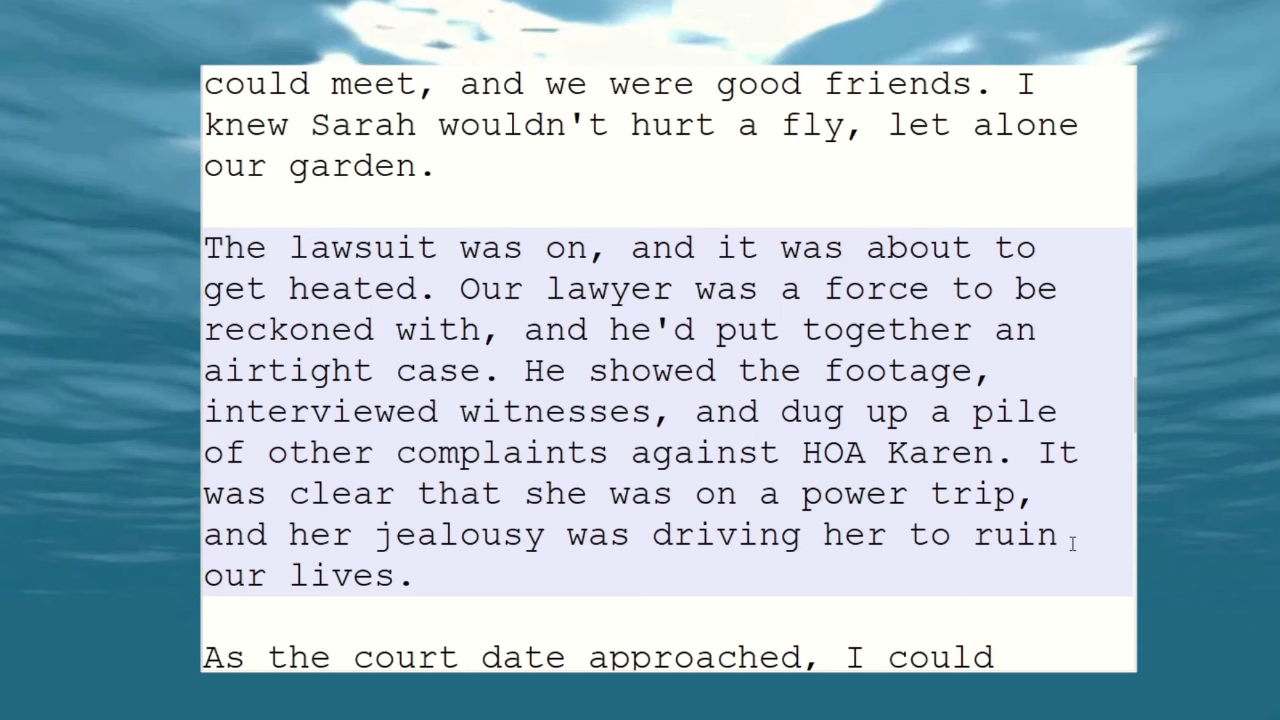 could meet, and we were good friends. I
knew Sarah wouldn't hurt a fly, let alone
our garden.
The lawsuit was on, and it was about to
get heated. Our lawyer was a force to be
reckoned with, and he'd put together an
airtight case. He showed the footage,
interviewed witnesses, and dug up a pile
of other complaints against HOA Karen. It
was clear that she was on a power trip,
and her jealousy was driving her to ruin
our lives.
As the court date approached, I could